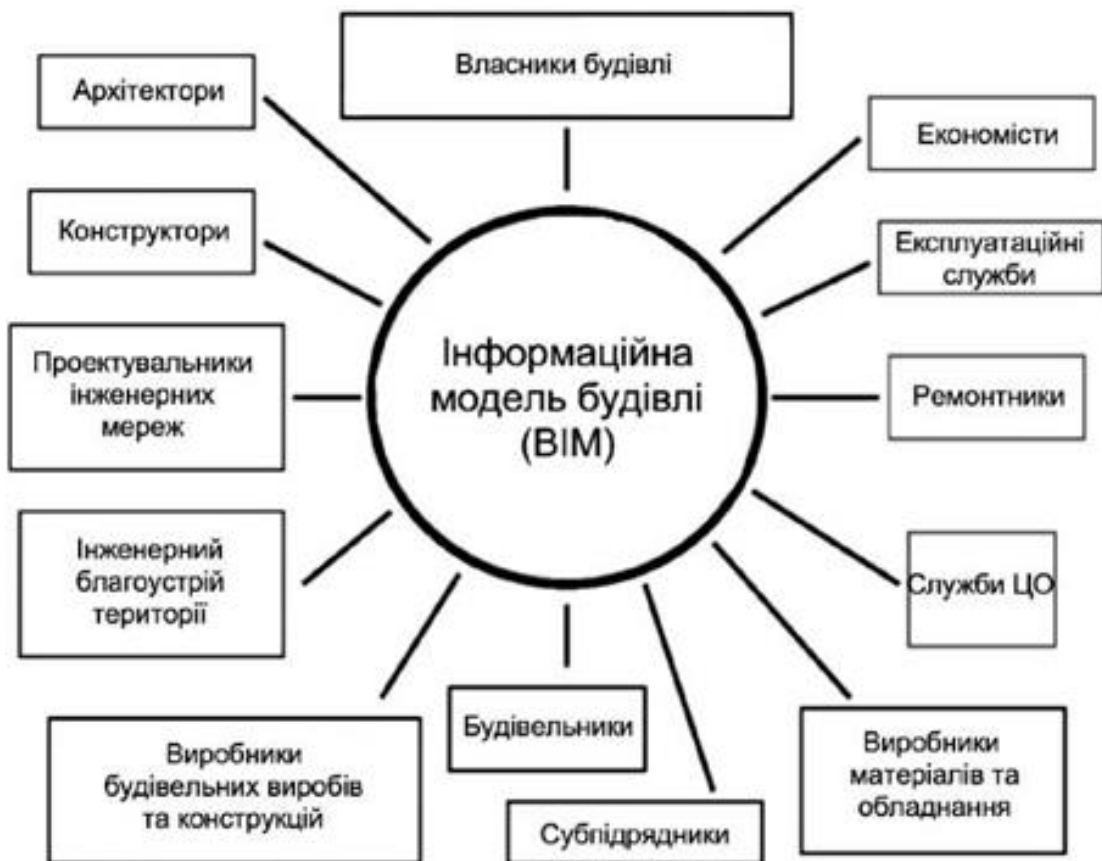 Власники будівлі
Архітектори
Економісти
Конструктори
Експлуатаційні
служби
Проектувальники
інженерних
мереж
Інформаційна
модель будівлі
(BIM)
Ремонтники
Інженерний
благоустрій
території
Служби ЦО
Виробники
будівельних виробів
та конструкцій
Будівельники
Субпідрядники
Виробники
матеріалів та
обладнання